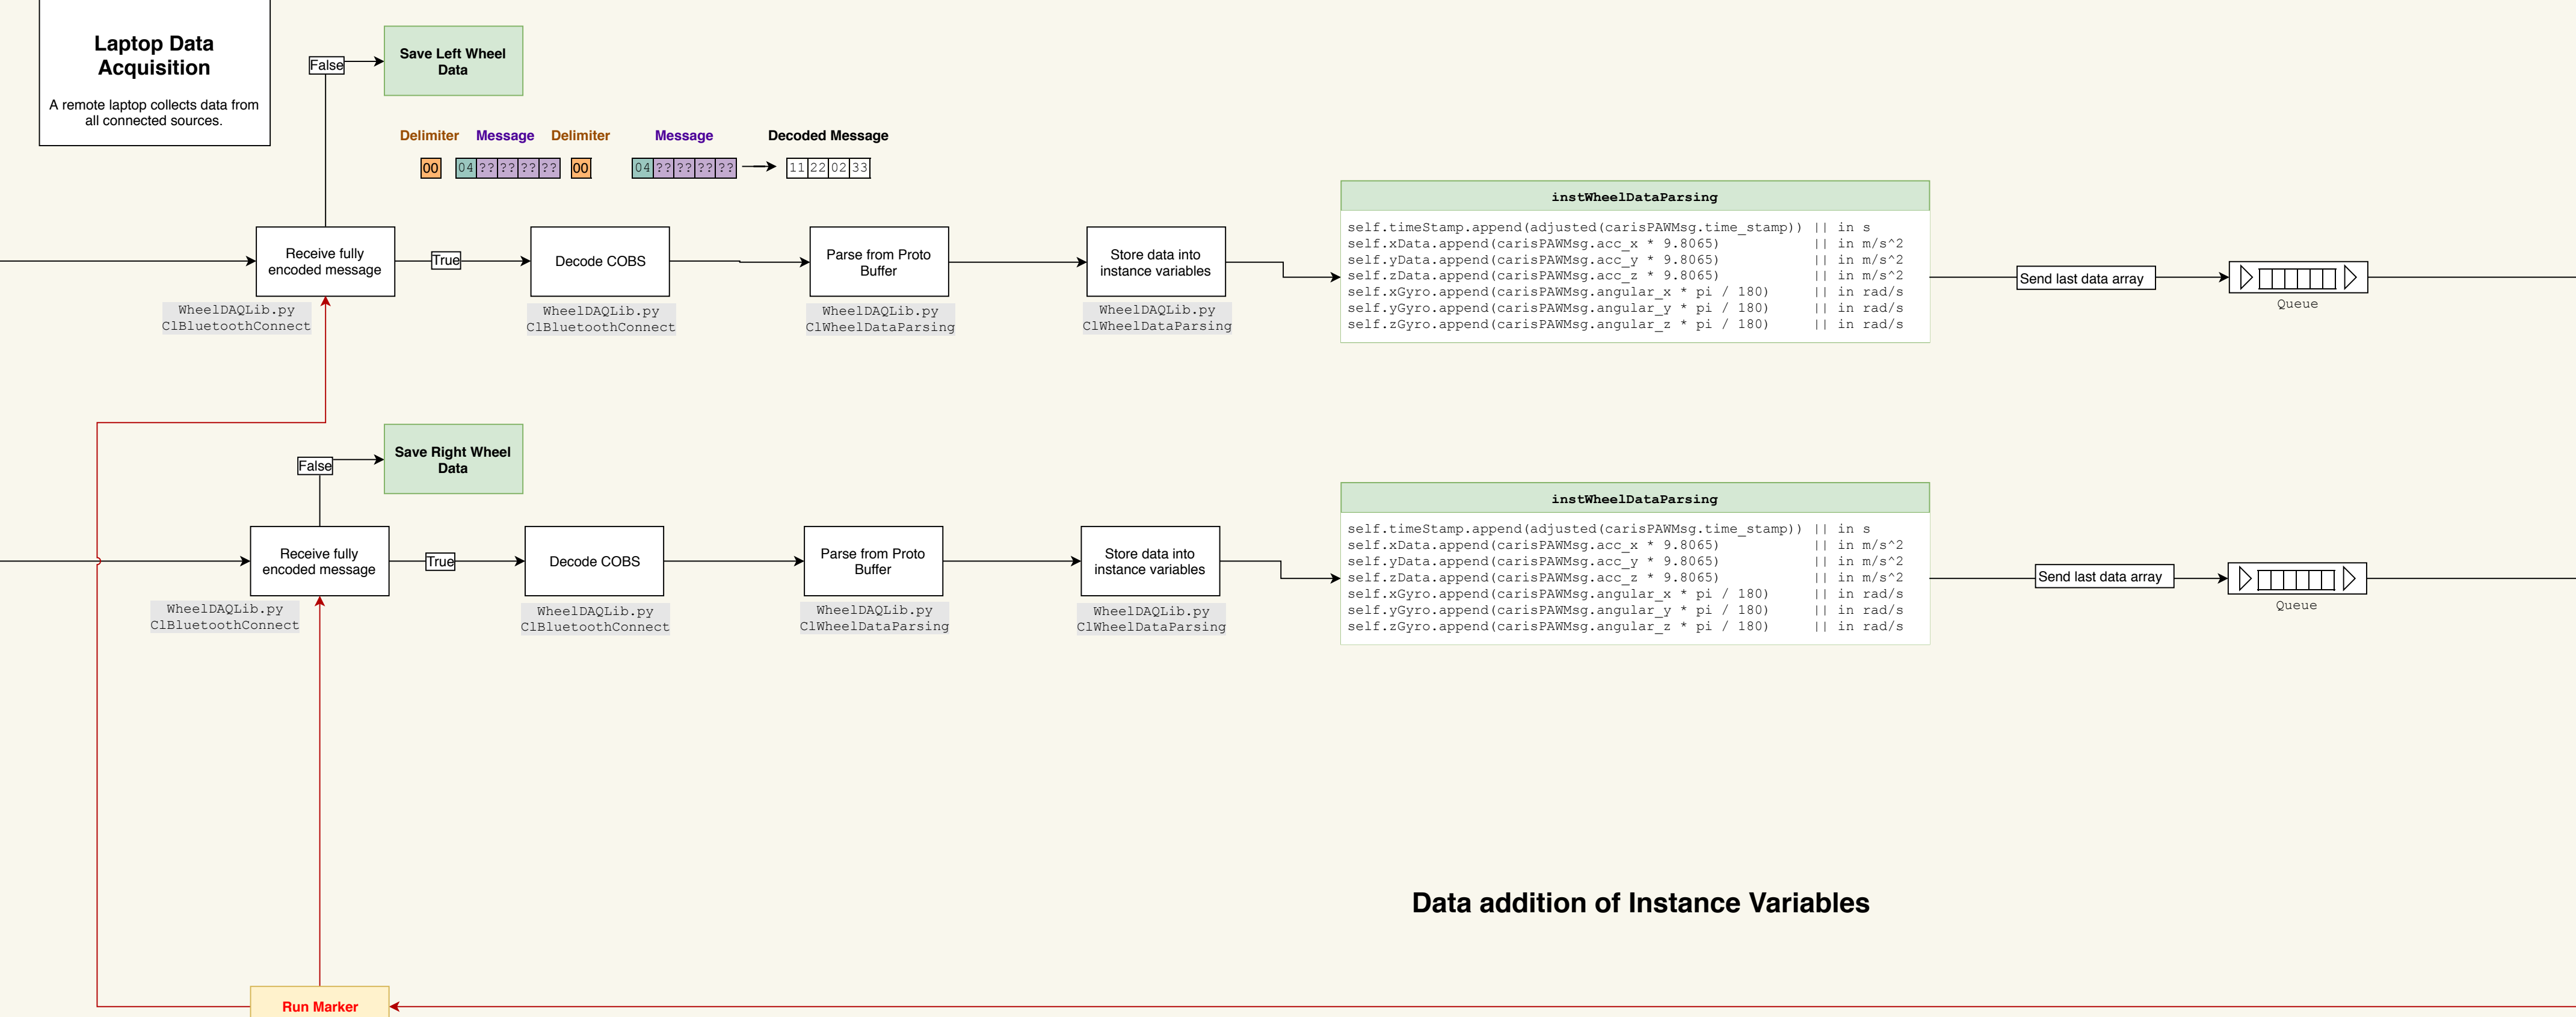 Laptop Data
Acquisition
A remote laptop collects data from
all connected sources.
False
Save Left Wheel
Data
Delimiter Message Delimiter Message Decoded Message
00 04 ?? ?? ?? ?? 00 04 ?? ?? ?? ?? 11 22 02 33
Receive fully
encoded message
WheelDAQLib.py
ClBluetoothConnect
True
Decode COBS
WheelDAQLib.py
ClBluetoothConnect
Parse from Proto
Buffer
WheelDAQLib.py
ClWheelDataParsing
Store data into
instance variables
WheelDAQLib.py
ClWheelDataParsing
instWheelDataParsing
self.timeStamp.append(adjusted(carisPAWMsg.time_stamp)) || in s
self.xData.append(carisPAWMsg.acc_x * 9.8065) || in m/s^2
self.yData.append(carisPAWMsg.acc_y * 9.8065) || in m/s^2
self.zData.append(carisPAWMsg.acc_z * 9.8065) || in m/s^2
self.xGyro.append(carisPAWMsg.angular_x * pi / 180) || in rad/s
self.yGyro.append(carisPAWMsg.angular_y * pi / 180) || in rad/s
self.zGyro.append(carisPAWMsg.angular_z * pi / 180) || in rad/s
Send last data array
Queue
False
Save Right Wheel
Data
Receive fully
encoded message
WheelDAQLib.py
ClBluetoothConnect
True
Decode COBS
WheelDAQLib.py
ClBluetoothConnect
Parse from Proto
Buffer
WheelDAQLib.py
ClWheelDataParsing
Store data into
instance variables
WheelDAQLib.py
ClWheelDataParsing
instWheelDataParsing
self.timeStamp.append(adjusted(carisPAWMsg.time_stamp)) || in s
self.xData.append(carisPAWMsg.acc_x * 9.8065) || in m/s^2
self.yData.append(carisPAWMsg.acc_y * 9.8065) || in m/s^2
self.zData.append(carisPAWMsg.acc_z * 9.8065) || in m/s^2
self.xGyro.append(carisPAWMsg.angular_x * pi / 180) || in rad/s
self.yGyro.append(carisPAWMsg.angular_y * pi / 180) || in rad/s
self.zGyro.append(carisPAWMsg.angular_z * pi / 180) || in rad/s
Send last data array
Queue
Data addition of Instance Variables
Run Marker